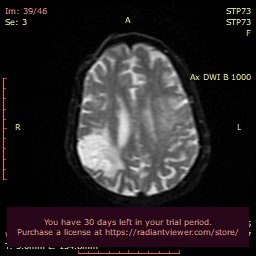 Im: 39/46
Se: 3
A
STP73
STP73
F
Ax DWI B 1000
R
L
You have 30 days left in your trial period.
Purchase a license at https://radiantviewer.com/store/